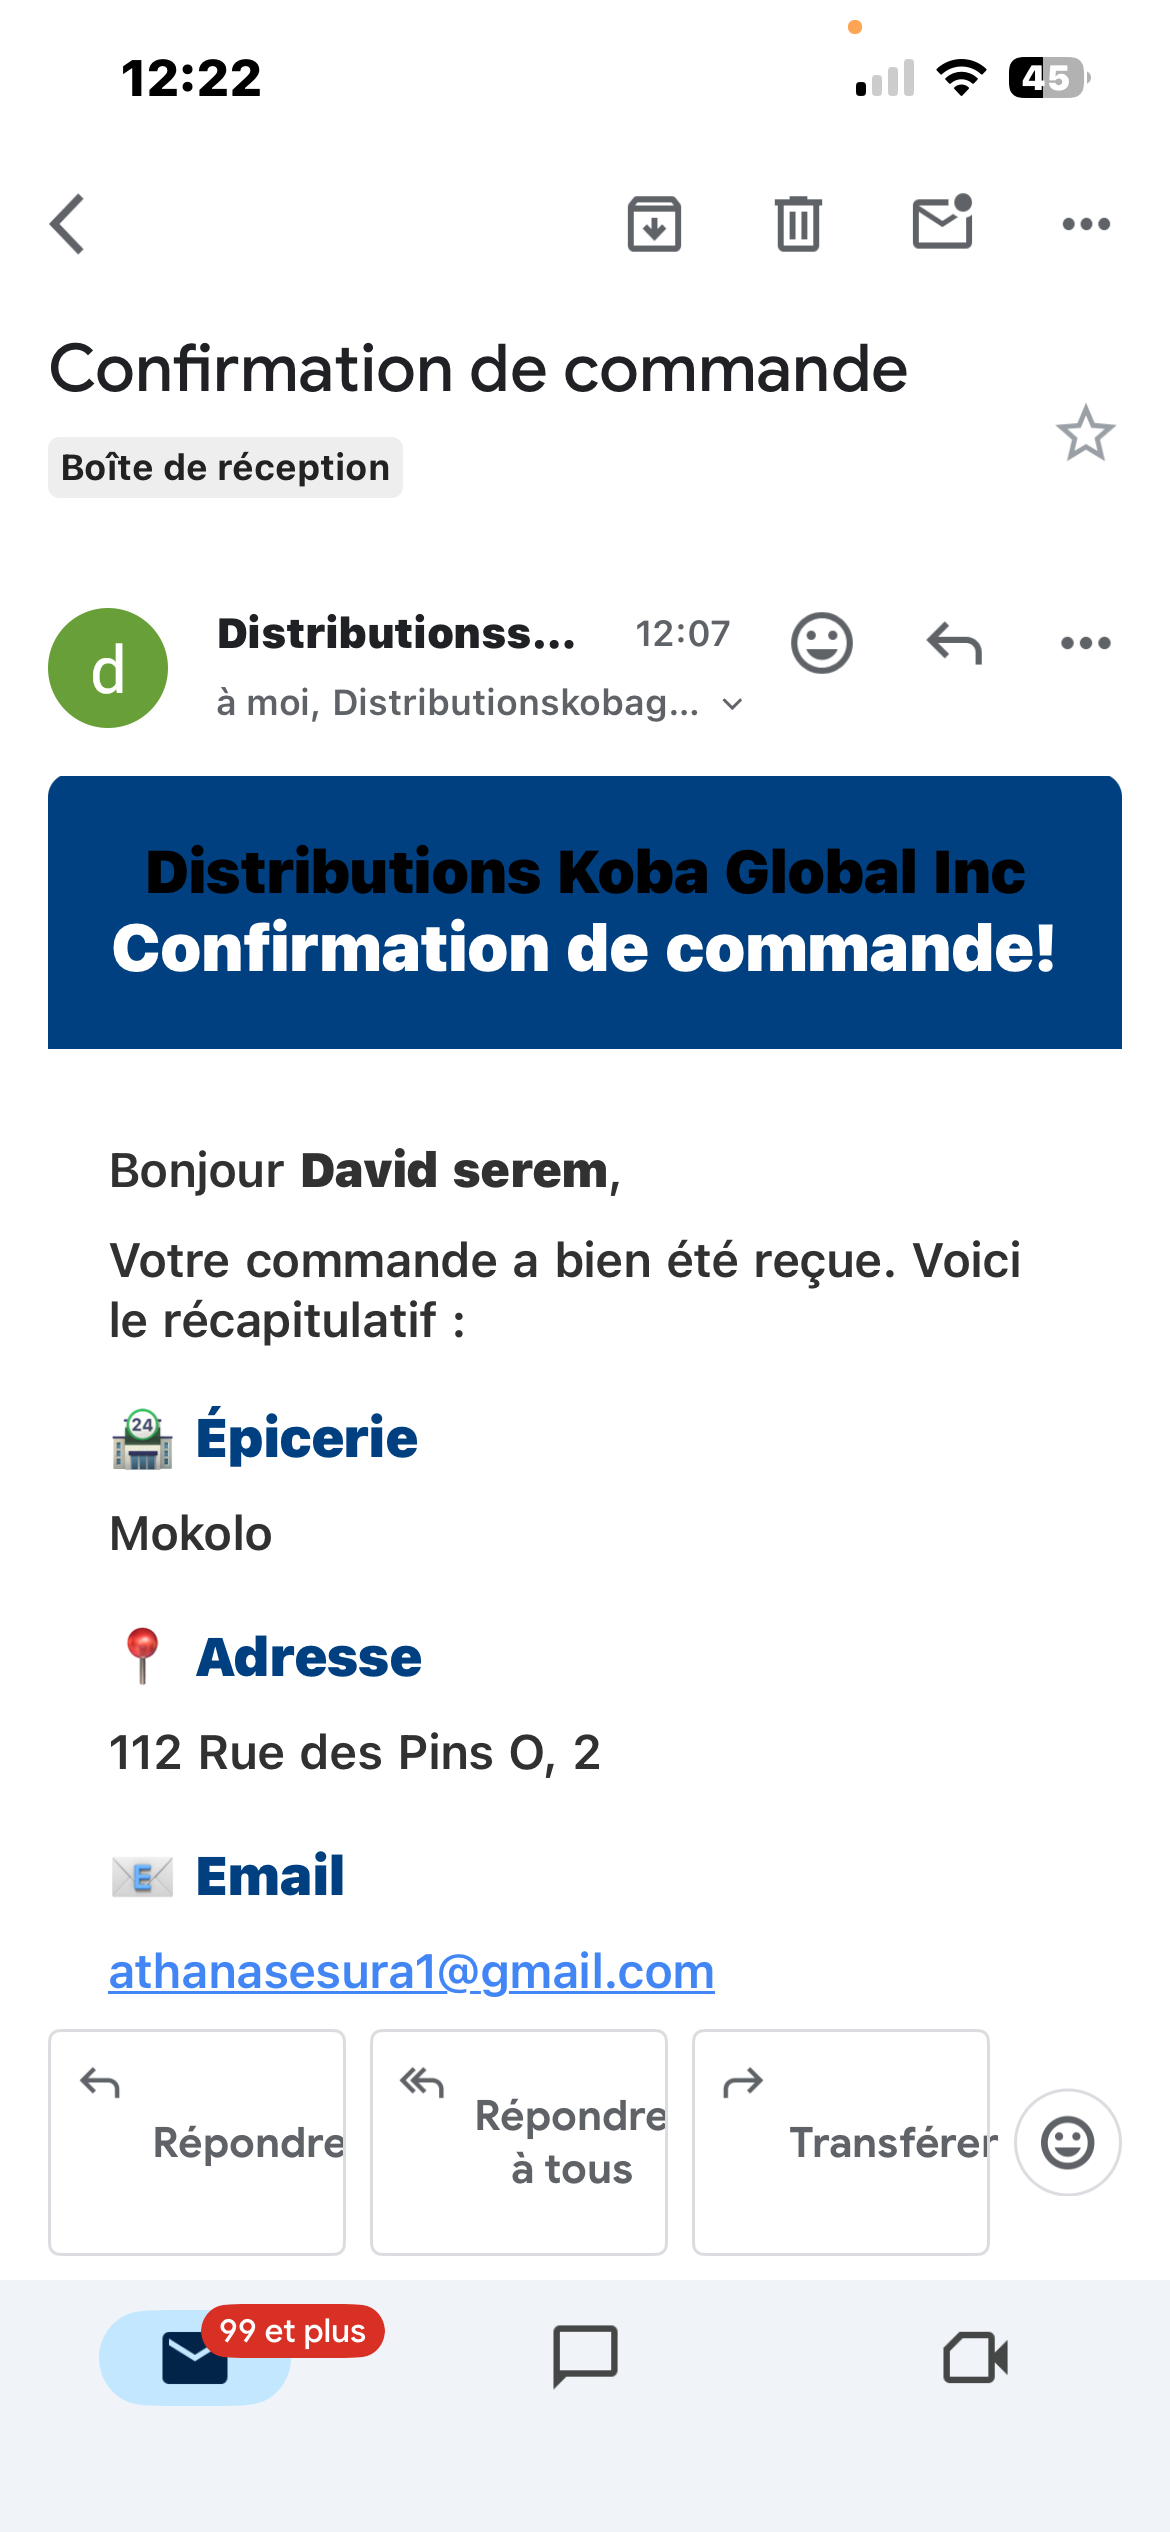 12:22
45
Confirmation de commande
Boîte de réception
d
Distributionss... 12:07
à moi, Distributionskobag...
Distributions Koba Global Inc
Confirmation de commande!
Bonjour David serem,
Votre commande a bien été reçue. Voici
le récapitulatif :
24 Épicerie
Mokolo
Adresse
112 Rue des Pins O, 2
E Email
athanasesura1@gmail.com
Répondre
Répondre
à tous
Transférer
99 et plus